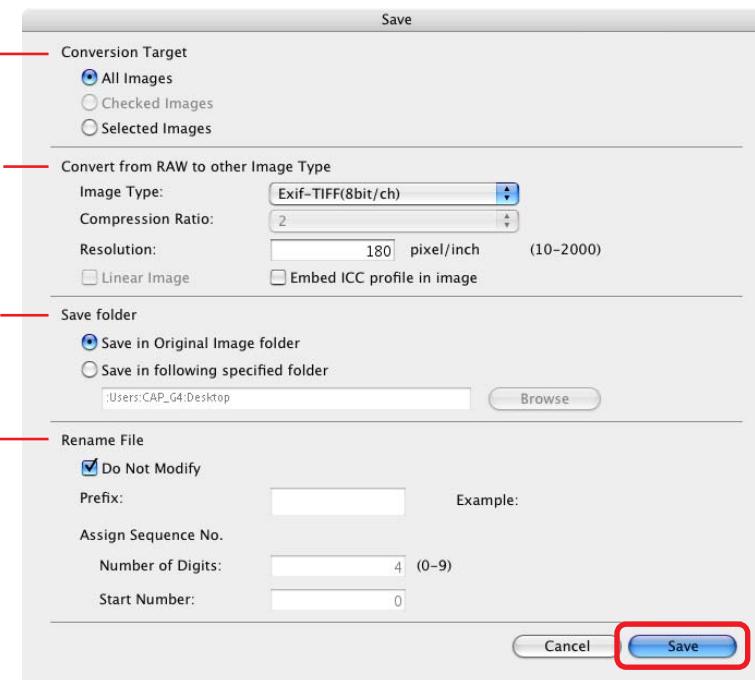 Save
Conversion Target
All Images
Checked Images
Selected Images
Convert from RAW to other Image Type
Image Type: Exif-TIFF(8bit/ch)
Compression Ratio: 2
Resolution: 180 pixel/inch (10-2000)
Linear Image Embed ICC profile in image
Save folder
Save in Original Image folder
Save in following specified folder
:Users:CAP_G4:Desktop Browse
Rename File
Do Not Modify
Prefix: Example:
Assign Sequence No.
Number of Digits: 4 (0-9)
Start Number: 0
Cancel Save